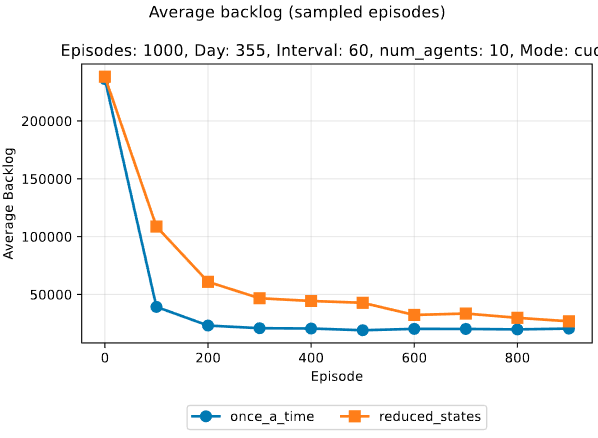 Average backlog (sampled episodes)
Episodes: 1000, Day: 355, Interval: 60, num_agents: 10, Mode:
Average Backlog
200000
150000
100000
50000
0 200 400 600 800
Episode
once_a_time reduced_states